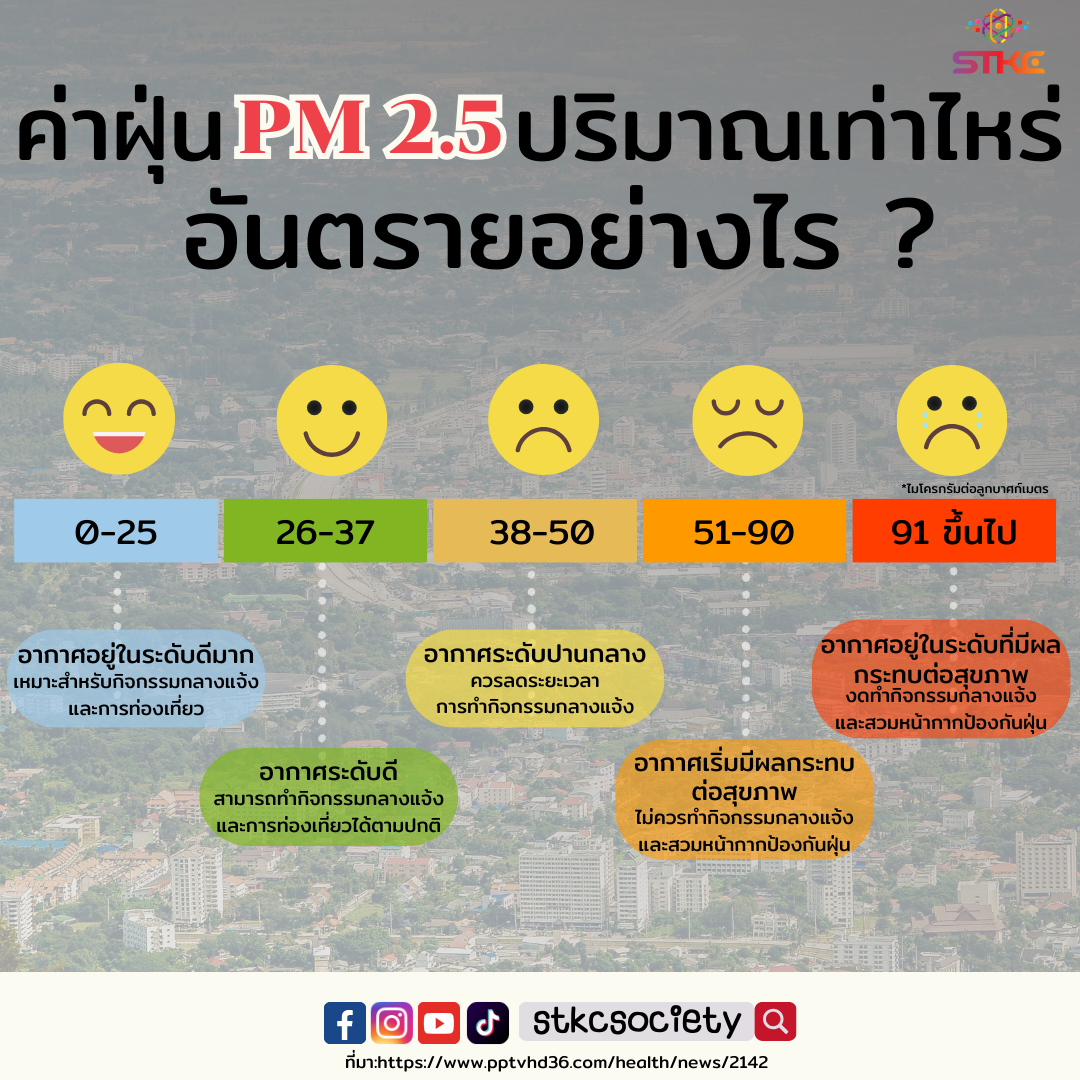 STKC
ค่าฝุ่น PM 2.5 ปริมาณเท่าไหร่
อันตรายอย่างไร ?
*ไมโครกรัมต่อลูกบาศก์เมตร
0-25
26-37
38-50
51-90
91 ขึ้นไป
อากาศอยู่ในระดับดีมาก
เหมาะสำหรับกิจกรรมกลางแจ้ง
และการท่องเที่ยว
อากาศระดับดี
สามารถทำกิจกรรมกลางแจ้ง
และการท่องเที่ยวได้ตามปกติ
อากาศระดับปานกลาง
ควรลดระยะเวลา
การทำกิจกรรมกลางแจ้ง
อากาศเริ่มมีผลกระทบ
ต่อสุขภาพ
ไม่ควรทำกิจกรรมกลางแจ้ง
และสวมหน้ากากป้องกันฝุ่น
อากาศอยู่ในระดับที่มีผล
กระทบต่อสุขภาพ
งดทำกิจกรรมกลางแจ้ง
และสวมหน้ากากป้องกันฝุ่น
stkcsociety
ที่มา:https://www.pptvhd36.com/health/news/2142